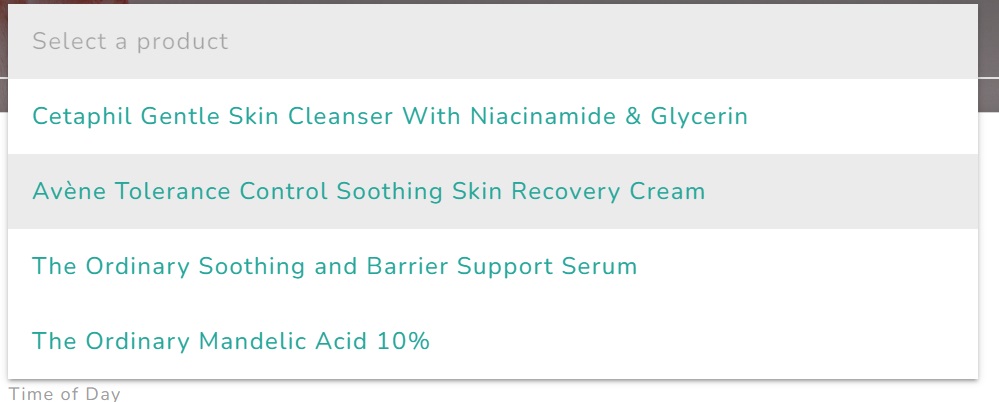 Select a product
Cetaphil Gentle Skin Cleanser With Niacinamide & Glycerin
Avène Tolerance Control Soothing Skin Recovery Cream
The Ordinary Soothing and Barrier Support Serum
The Ordinary Mandelic Acid 10%
Time of Day